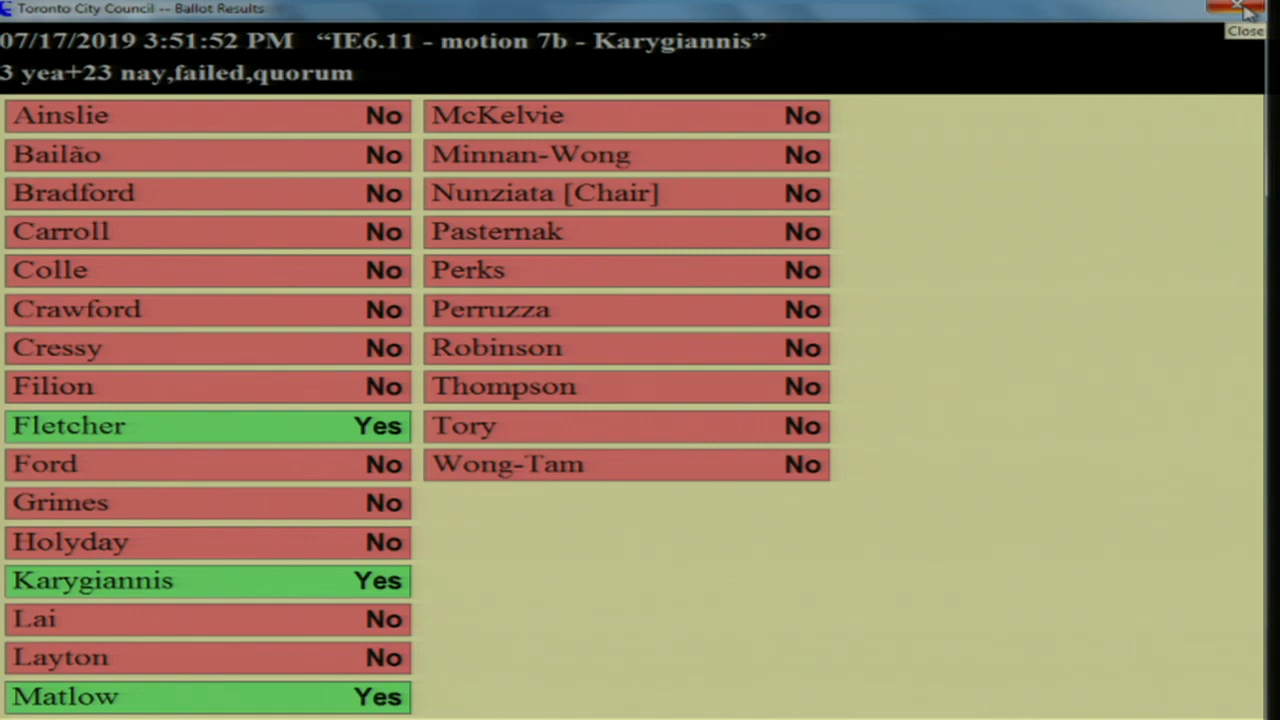 Toronto City Council -- Ballot Results
Close
07/17/2019 3:51:52 PM “IE6.11 - motion 7b - Karygiannis”
3 yea+23 nay,failed,quorum
Ainslie No
Bailão No
Bradford No
Carroll No
Colle No
Crawford No
Cressy No
Filion No
Fletcher Yes
Ford No
Grimes No
Holyday No
Karygiannis Yes
Lai No
Layton No
Matlow Yes
McKelvie No
Minnan-Wong No
Nunziata [Chair] No
Pasternak No
Perks No
Perruzza No
Robinson No
Thompson No
Tory No
Wong-Tam No